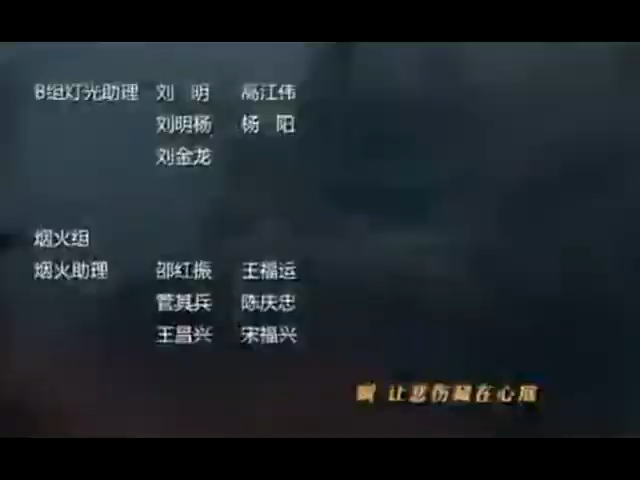 B组灯光助理 刘 明 高江伟
刘明杨 杨 阳
刘金龙
烟火组
烟火助理 邵红振 王福运
管其兵 陈庆忠
王昌兴 宋福兴
让悲伤藏在心底